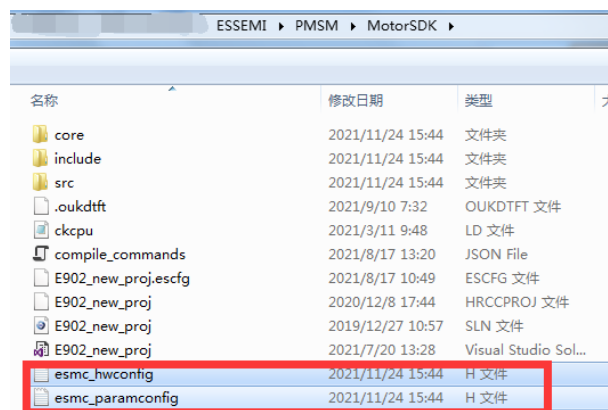 ESSEMI ▸ PMSM ▸ MotorSDK ▸
名称 修改日期 类型
core 2021/11/24 15:44 文件夹
include 2021/11/24 15:44 文件夹
src 2021/11/24 15:44 文件夹
.oukdtft 2021/9/10 7:32 OUKDTFT 文件
ckcpu 2021/3/11 9:48 LD 文件
compile_commands 2021/8/17 13:20 JSON File
E902_new_proj.escfg 2021/8/17 10:49 ESCFG 文件
E902_new_proj 2020/12/8 17:44 HRCCPROJ 文件
E902_new_proj 2019/12/27 10:57 SLN 文件
E902_new_proj 2021/7/20 13:28 Visual Studio Sol...
esmc_hwconfig 2021/11/24 15:44 H 文件
esmc_paramconfig 2021/11/24 15:44 H 文件